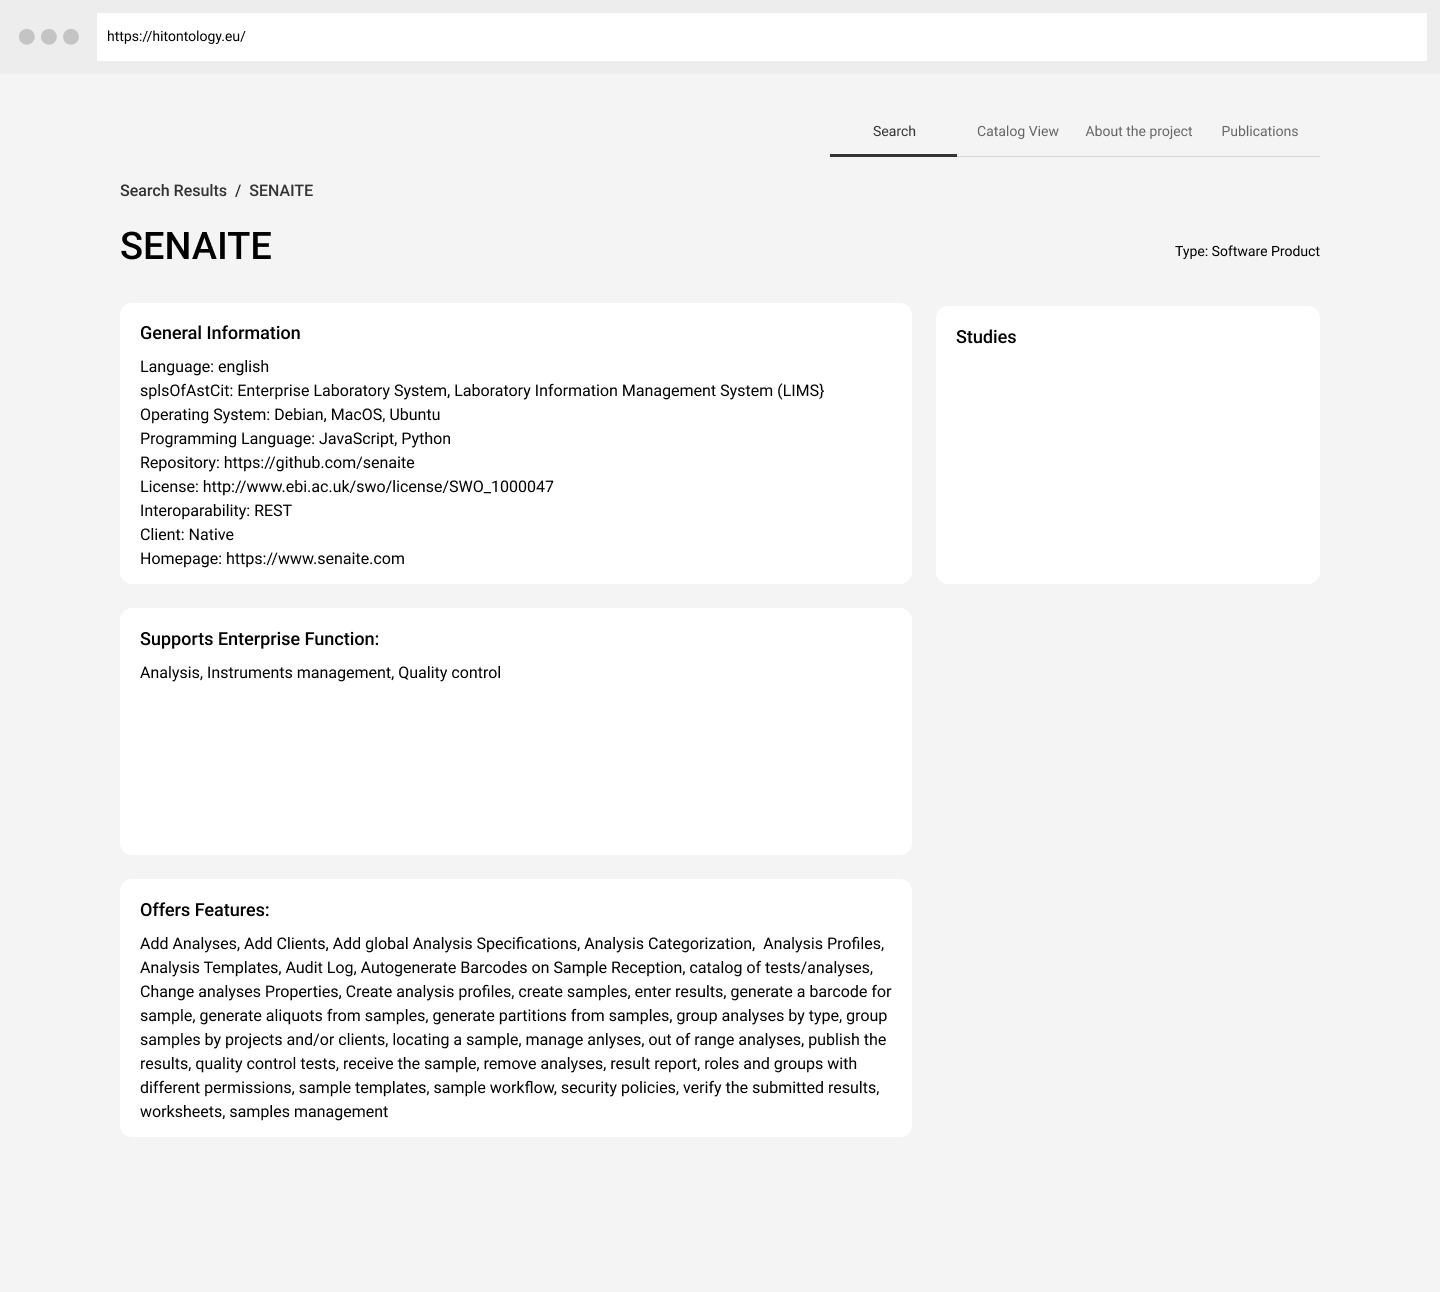 https://hitontology.eu/
Search
Catalog View
About the project
Publications
Search Results / SENAITE
SENAITE
Type: Software Product
General Information
Language: english
splsOfAstCit: Enterprise Laboratory System, Laboratory Information Management System (LIMS}
Operating System: Debian, MacOS, Ubuntu
Programming Language: JavaScript, Python
Repository: https://github.com/senaite
License: http://www.ebi.ac.uk/swo/license/SWO_1000047
Interoparability: REST
Client: Native
Homepage: https://www.senaite.com
Studies
Supports Enterprise Function:
Analysis, Instruments management, Quality control
Offers Features:
Add Analyses, Add Clients, Add global Analysis Specifications, Analysis Categorization,  Analysis Profiles,
Analysis Templates, Audit Log, Autogenerate Barcodes on Sample Reception, catalog of tests/analyses,
Change analyses Properties, Create analysis profiles, create samples, enter results, generate a barcode for
sample, generate aliquots from samples, generate partitions from samples, group analyses by type, group
samples by projects and/or clients, locating a sample, manage anlyses, out of range analyses, publish the
results, quality control tests, receive the sample, remove analyses, result report, roles and groups with
different permissions, sample templates, sample workflow, security policies, verify the submitted results,
worksheets, samples management